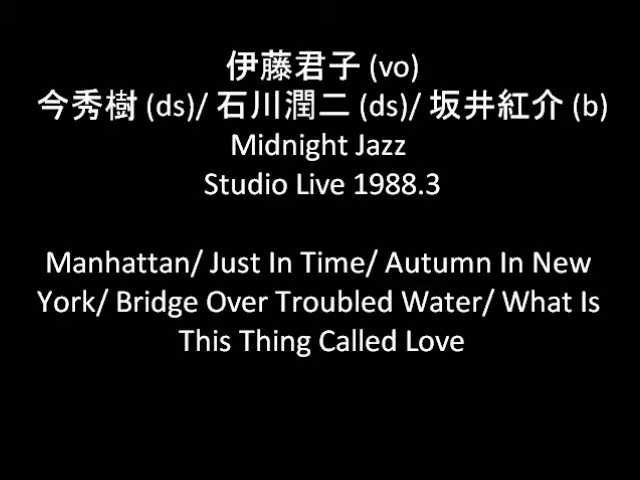 伊藤君子 (vo)
今秀樹 (ds)/ 石川潤二 (ds)/ 坂井紅介 (b)
Midnight Jazz
Studio Live 1988.3
Manhattan/ Just In Time/ Autumn In New
York/ Bridge Over Troubled Water/ What Is
This Thing Called Love